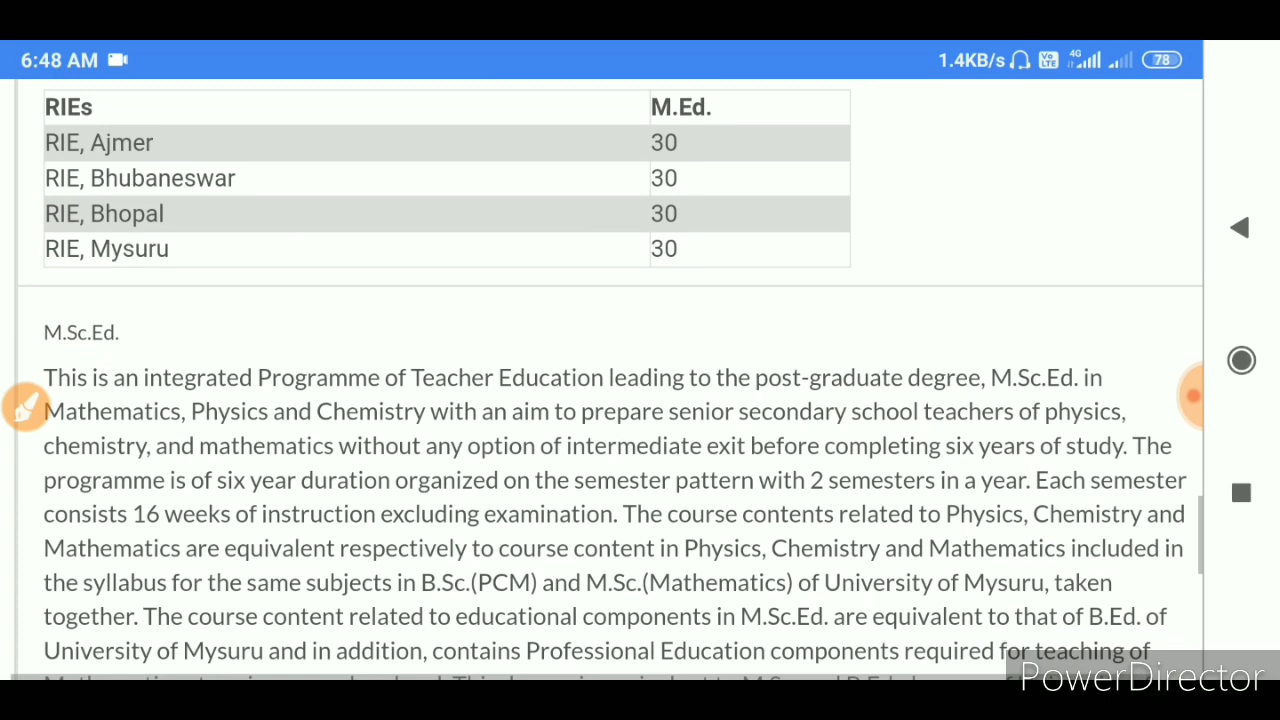 6:48 AM 1.4KB/s Vo LTE 4G 78
RIEs M.Ed.
RIE, Ajmer 30
RIE, Bhubaneswar 30
RIE, Bhopal 30
RIE, Mysuru 30
M.Sc.Ed.
This is an integrated Programme of Teacher Education leading to the post-graduate degree, M.Sc.Ed. in
Mathematics, Physics and Chemistry with an aim to prepare senior secondary school teachers of physics,
chemistry, and mathematics without any option of intermediate exit before completing six years of study. The
programme is of six year duration organized on the semester pattern with 2 semesters in a year. Each semester
consists 16 weeks of instruction excluding examination. The course contents related to Physics, Chemistry and
Mathematics are equivalent respectively to course content in Physics, Chemistry and Mathematics included in
the syllabus for the same subjects in B.Sc.(PCM) and M.Sc.(Mathematics) of University of Mysuru, taken
together. The course content related to educational components in M.Sc.Ed. are equivalent to that of B.Ed. of
University of Mysuru and in addition, contains Professional Education components required for teaching of
PowerDirector